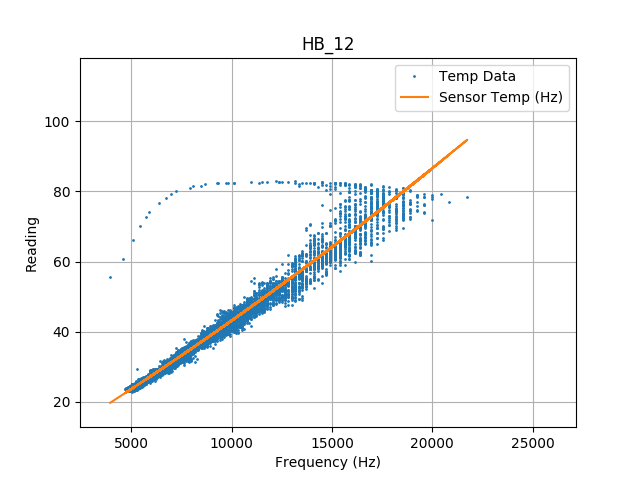 HB_12
Temp Data
Sensor Temp (Hz)
100
80
60
40
20
Reading
5000 10000 15000 20000 25000
Frequency (Hz)